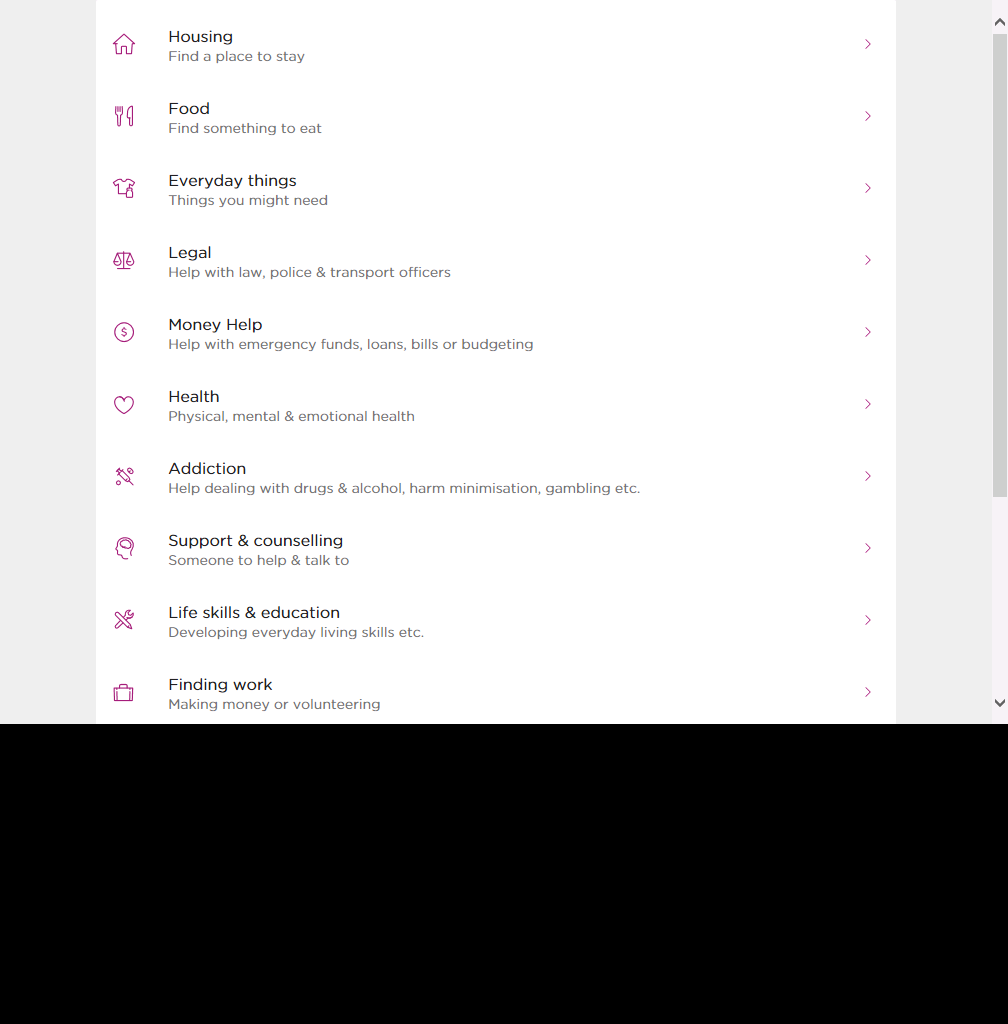 Housing
Find a place to stay
Food
Find something to eat
Everyday things
Things you might need
Legal
Help with law, police & transport officers
Money Help
Help with emergency funds, loans, bills or budgeting
Health
Physical, mental & emotional health
Addiction
Help dealing with drugs & alcohol, harm minimisation, gambling etc.
Support & counselling
Someone to help & talk to
Life skills & education
Developing everyday living skills etc.
Finding work
Making money or volunteering